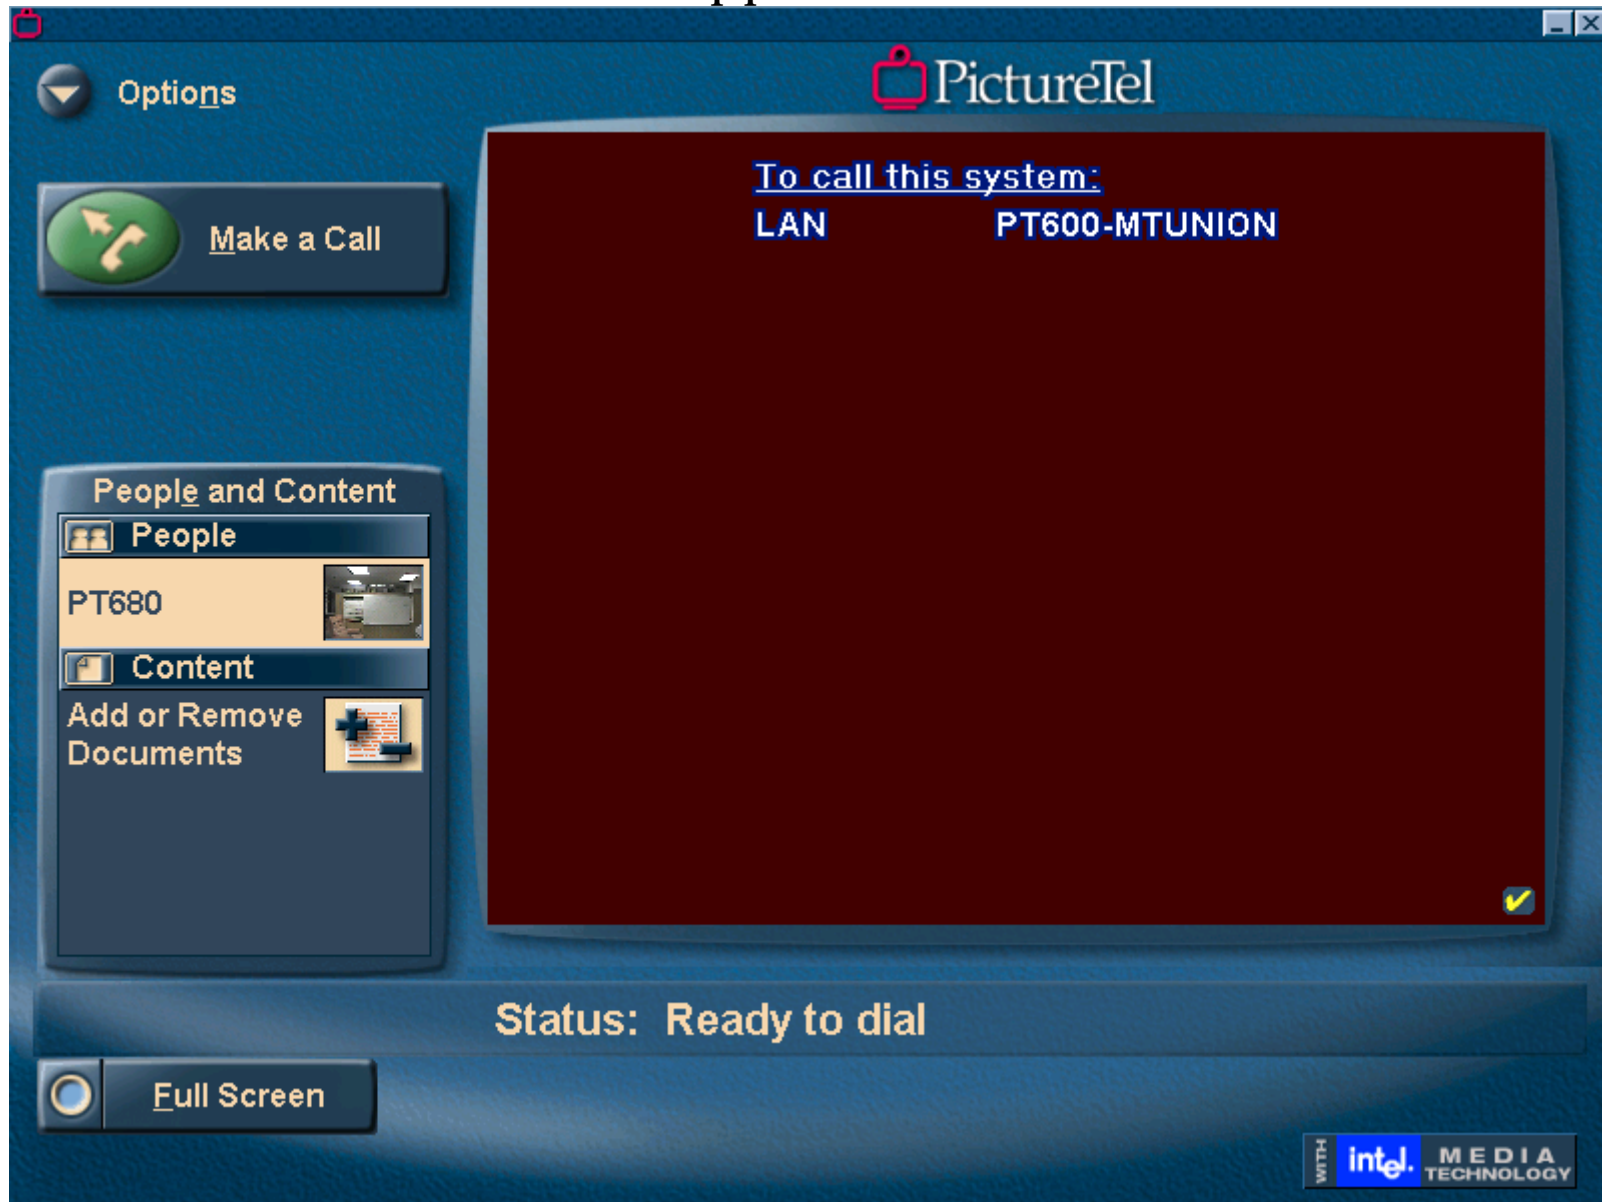 Options
PictureTel
To call this system:
LAN PT600-MTUNION
Make a Call
People and Content
People
PT680
Content
Add or Remove
Documents
Status: Ready to dial
Full Screen
WITH intel. MEDIA
TECHNOLOGY